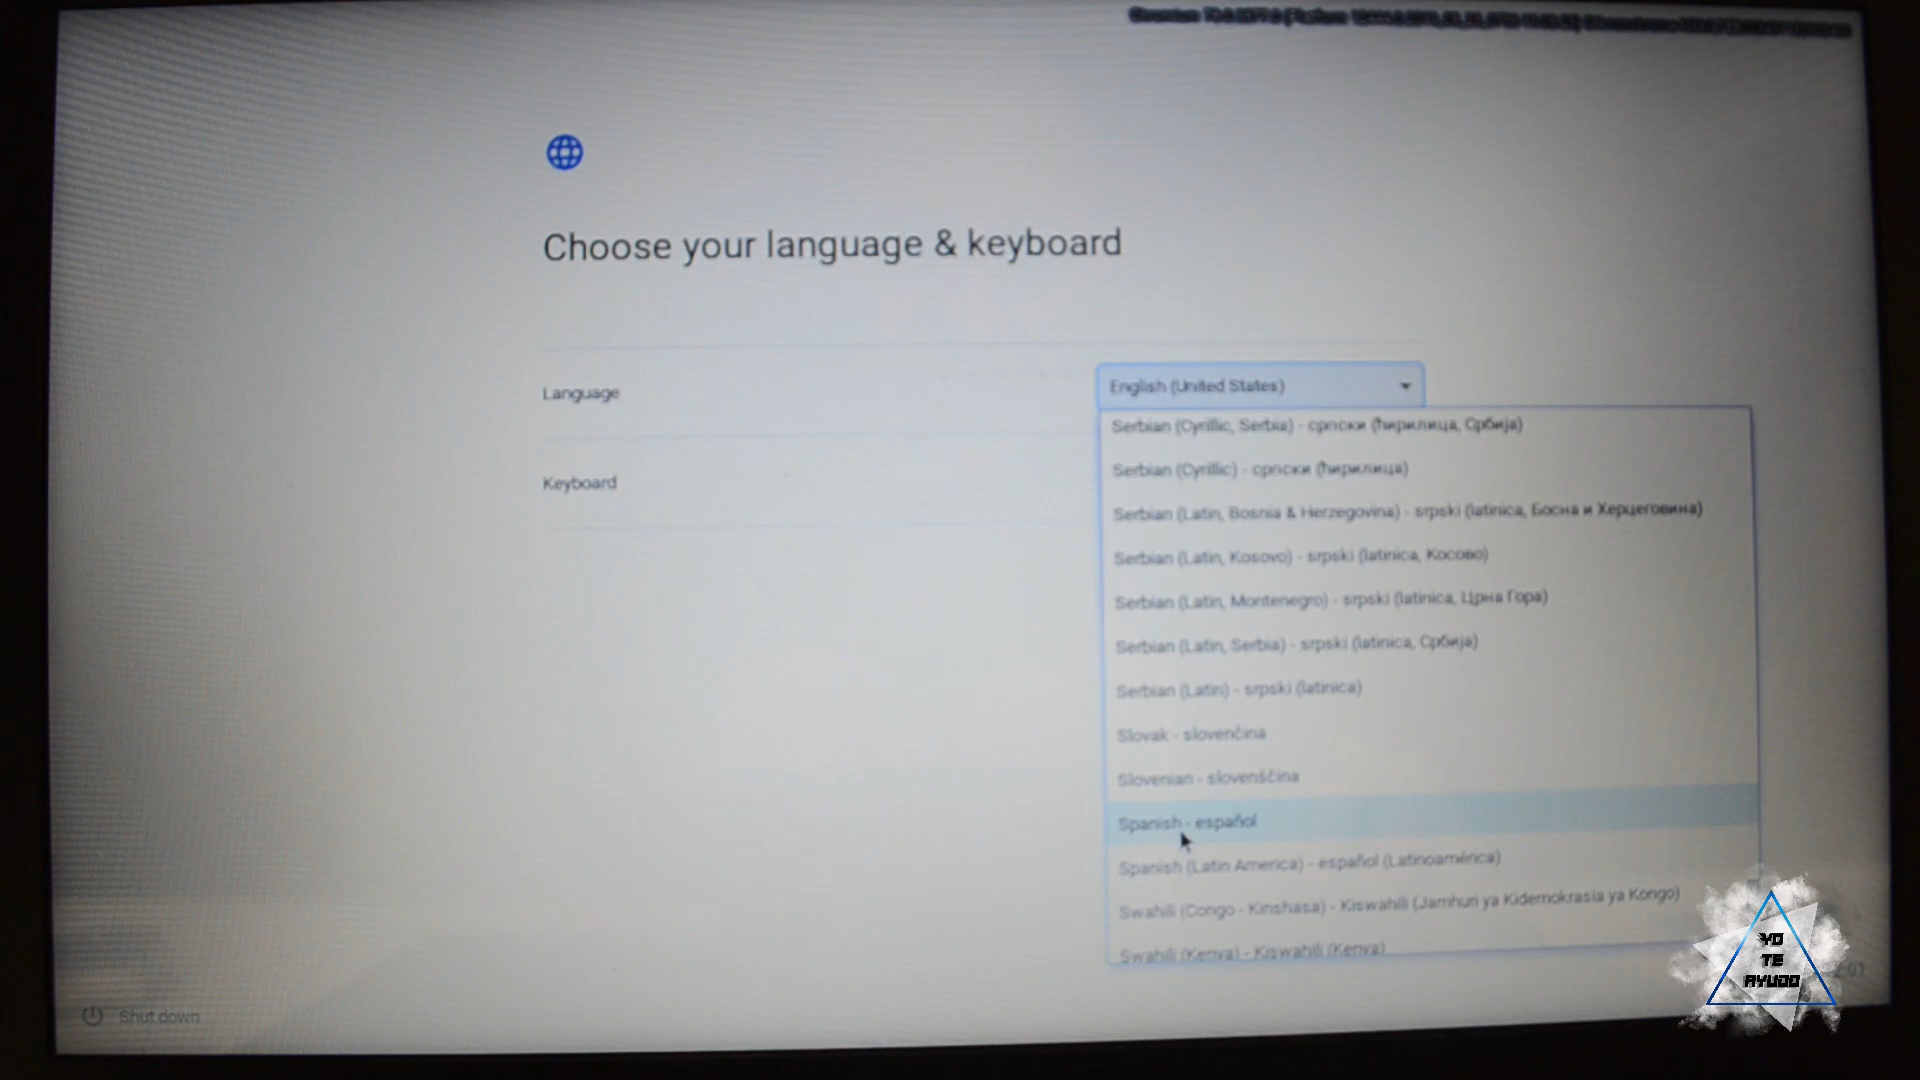 Choose your language & keyboard
Language
English (United States)
Keyboard
Serbian (Cyrillic, Serbia) - српски (ћирилица, Србија)
Serbian (Cyrillic) - српски (ћирилица)
Serbian (Latin, Bosnia & Herzegovina) - srpski (latinica, Босна и Херцеговина)
Serbian (Latin, Kosovo) - srpski (latinica, Косово)
Serbian (Latin, Montenegro) - srpski (latinica, Црна Гора)
Serbian (Latin, Serbia) - srpski (latinica, Србија)
Serbian (Latin) - srpski (latinica)
Slovak - slovenčina
Slovenian - slovenščina
Spanish - español
Spanish (Latin America) - español (Latinoamérica)
Swahili (Congo - Kinshasa) - Kiswahili (Jamhuri ya Kidemokrasia ya Kongo)
Swahili (Kenya) - Kiswahili (Kenya)
Shut down
YO
TE
AYUDO